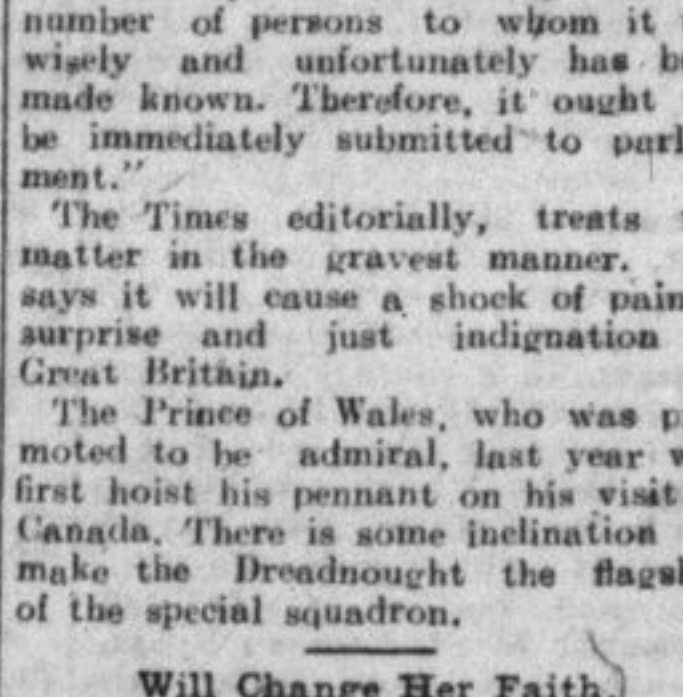 number of persons to whom it
wisely and unfortunately has b
made known. Therefore, it ought
be immediately submitted to parl
ment."
The Times editorially, treats
matter in the gravest manner.
says it will cause a shock of pain
surprise and just indignation
Great Britain.
The Prince of Wales, who was p
moted to be admiral, last year w
first hoist his pennant on his visit
Canada. There is some inclination
make the Dreadnought the flagsh
of the special squadron.
Will Change Her Faith